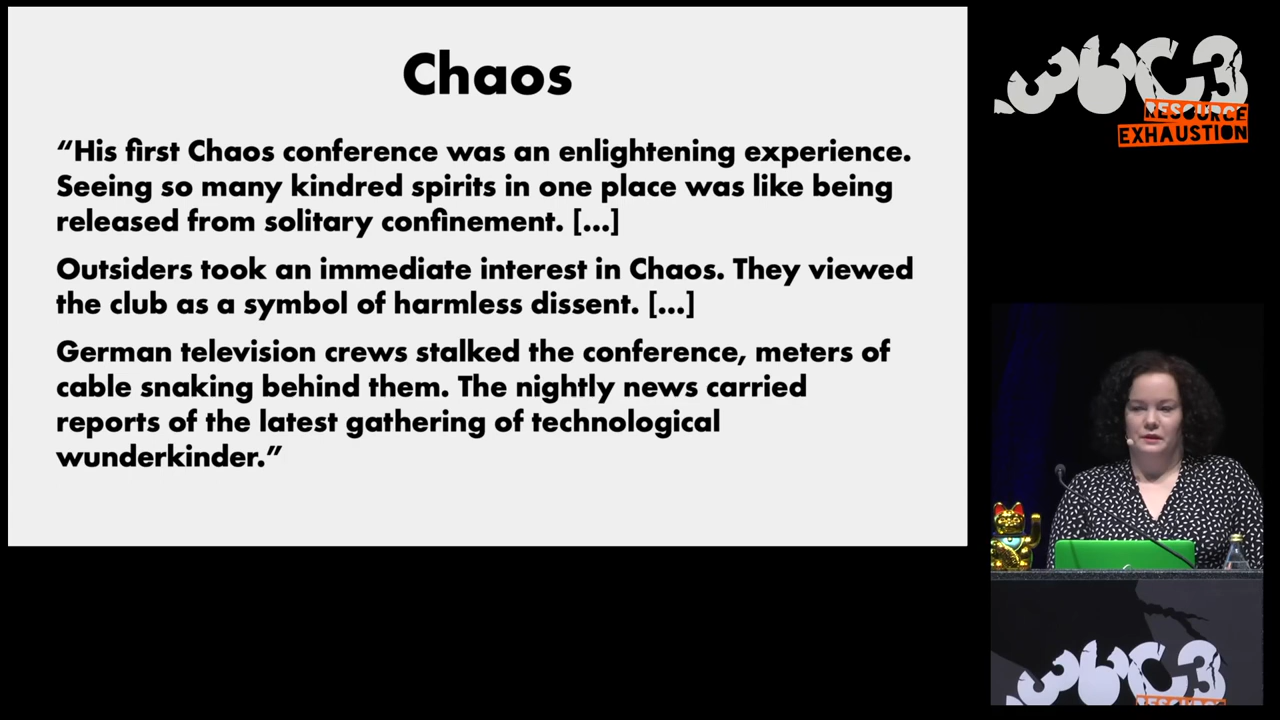 Chaos
“His first Chaos conference was an enlightening experience.
Seeing so many kindred spirits in one place was like being
released from solitary confinement. [...]
Outsiders took an immediate interest in Chaos. They viewed
the club as a symbol of harmless dissent. [...]
German television crews stalked the conference, meters of
cable snaking behind them. The nightly news carried
reports of the latest gathering of technological
wunderkinder.”
36C3
RESOURCE
EXHAUSTION
36C3
RESOURCE